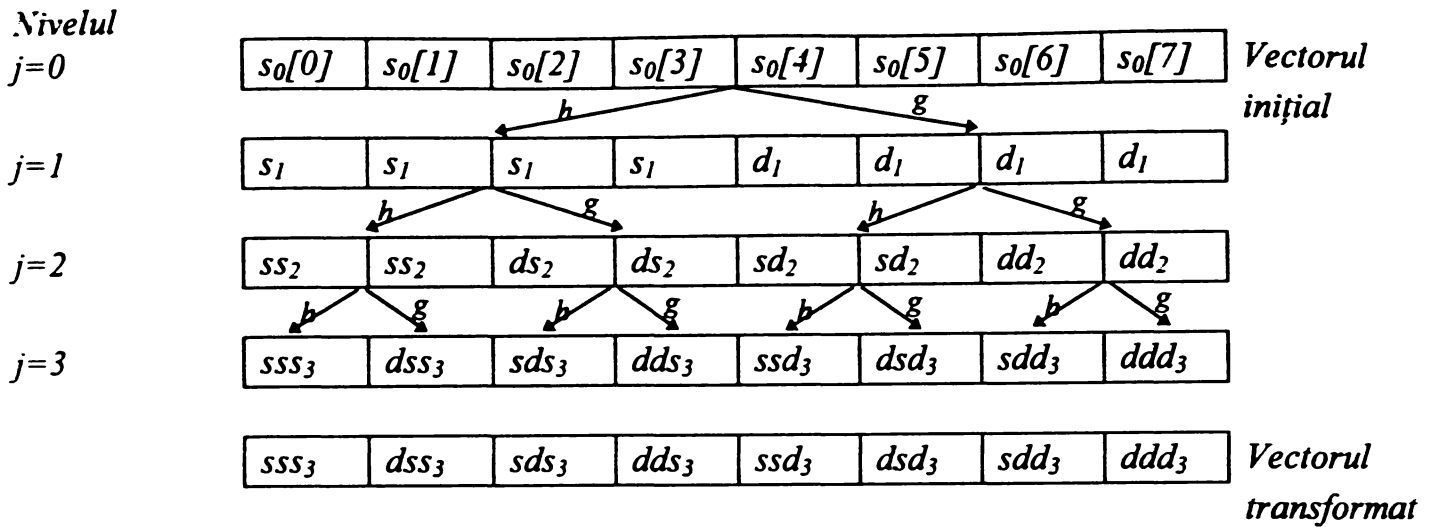 Nivelul
j=0 s₀[0] s₀[1] s₀[2] s₀[3] s₀[4] s₀[5] s₀[6] s₀[7] Vectorul
inițial
h g
j=1 s₁ s₁ s₁ s₁ d₁ d₁ d₁ d₁
h g h g
j=2 ss₂ ss₂ ds₂ ds₂ sd₂ sd₂ dd₂ dd₂
h g h g h g h g
j=3 sss₃ dss₃ sds₃ dds₃ ssd₃ dsd₃ sdd₃ ddd₃
sss₃ dss₃ sds₃ dds₃ ssd₃ dsd₃ sdd₃ ddd₃ Vectorul
transformat